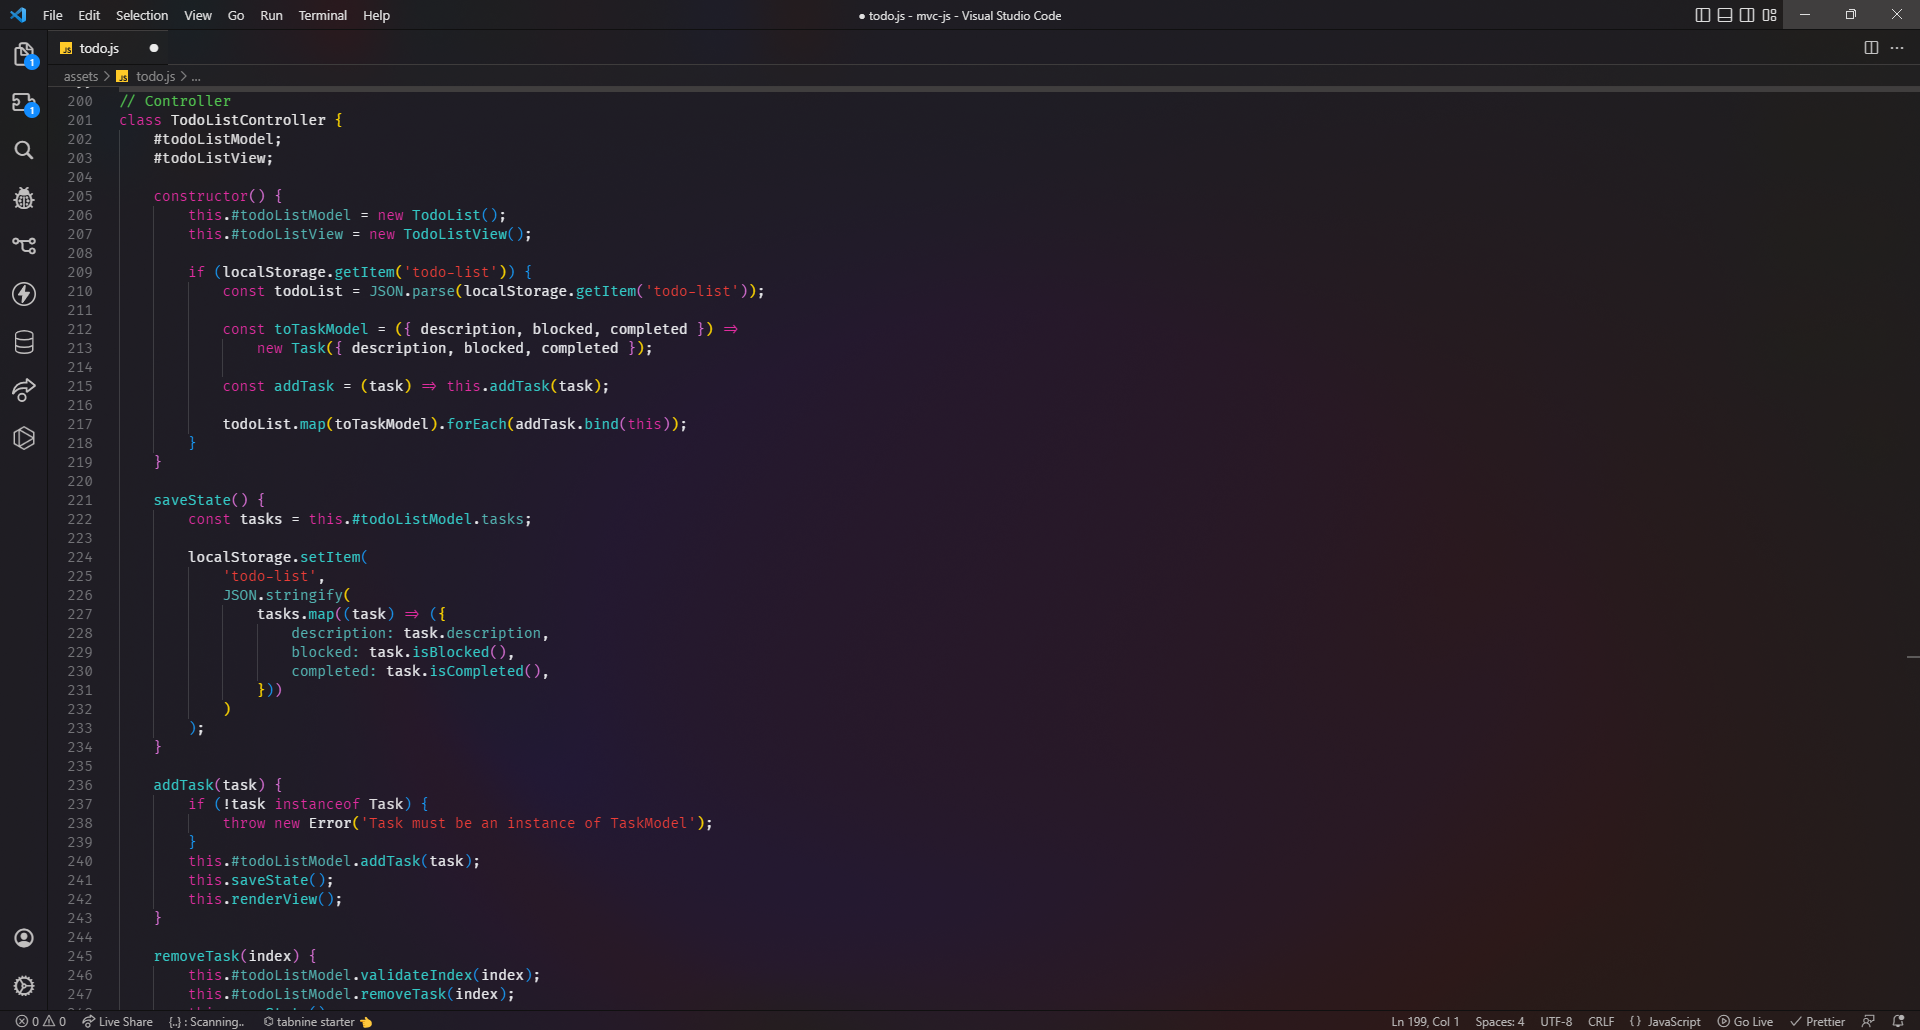 File Edit Selection View Go Run Terminal Help
● todo.js - mvc-js - Visual Studio Code
JS todo.js
1
assets > JS todo.js > ...
1
200 // Controller
201 class TodoListController {
202 #todoListModel;
203 #todoListView;
204
205 constructor() {
206 this.#todoListModel = new TodoList();
207 this.#todoListView = new TodoListView();
208
209 if (localStorage.getItem('todo-list')) {
210 const todoList = JSON.parse(localStorage.getItem('todo-list'));
211
212 const toTaskModel = ({ description, blocked, completed }) ⇒
213 new Task({ description, blocked, completed });
214
215 const addTask = (task) ⇒ this.addTask(task);
216
217 todoList.map(toTaskModel).forEach(addTask.bind(this));
218 }
219 }
220
221 saveState() {
222 const tasks = this.#todoListModel.tasks;
223
224 localStorage.setItem(
225 'todo-list',
226 JSON.stringify(
227 tasks.map((task) ⇒ ({
228 description: task.description,
229 blocked: task.isBlocked(),
230 completed: task.isCompleted(),
231 }))
232 )
233 );
234 }
235
236 addTask(task) {
237 if (!task instanceof Task) {
238 throw new Error('Task must be an instance of TaskModel');
239 }
240 this.#todoListModel.addTask(task);
241 this.saveState();
242 this.renderView();
243 }
244
245 removeTask(index) {
246 this.#todoListModel.validateIndex(index);
247 this.#todoListModel.removeTask(index);
0 0 Live Share {..} : Scanning.. tabnine starter 👈 Ln 199, Col 1 Spaces: 4 UTF-8 CRLF {} JavaScript Go Live ✓ Prettier